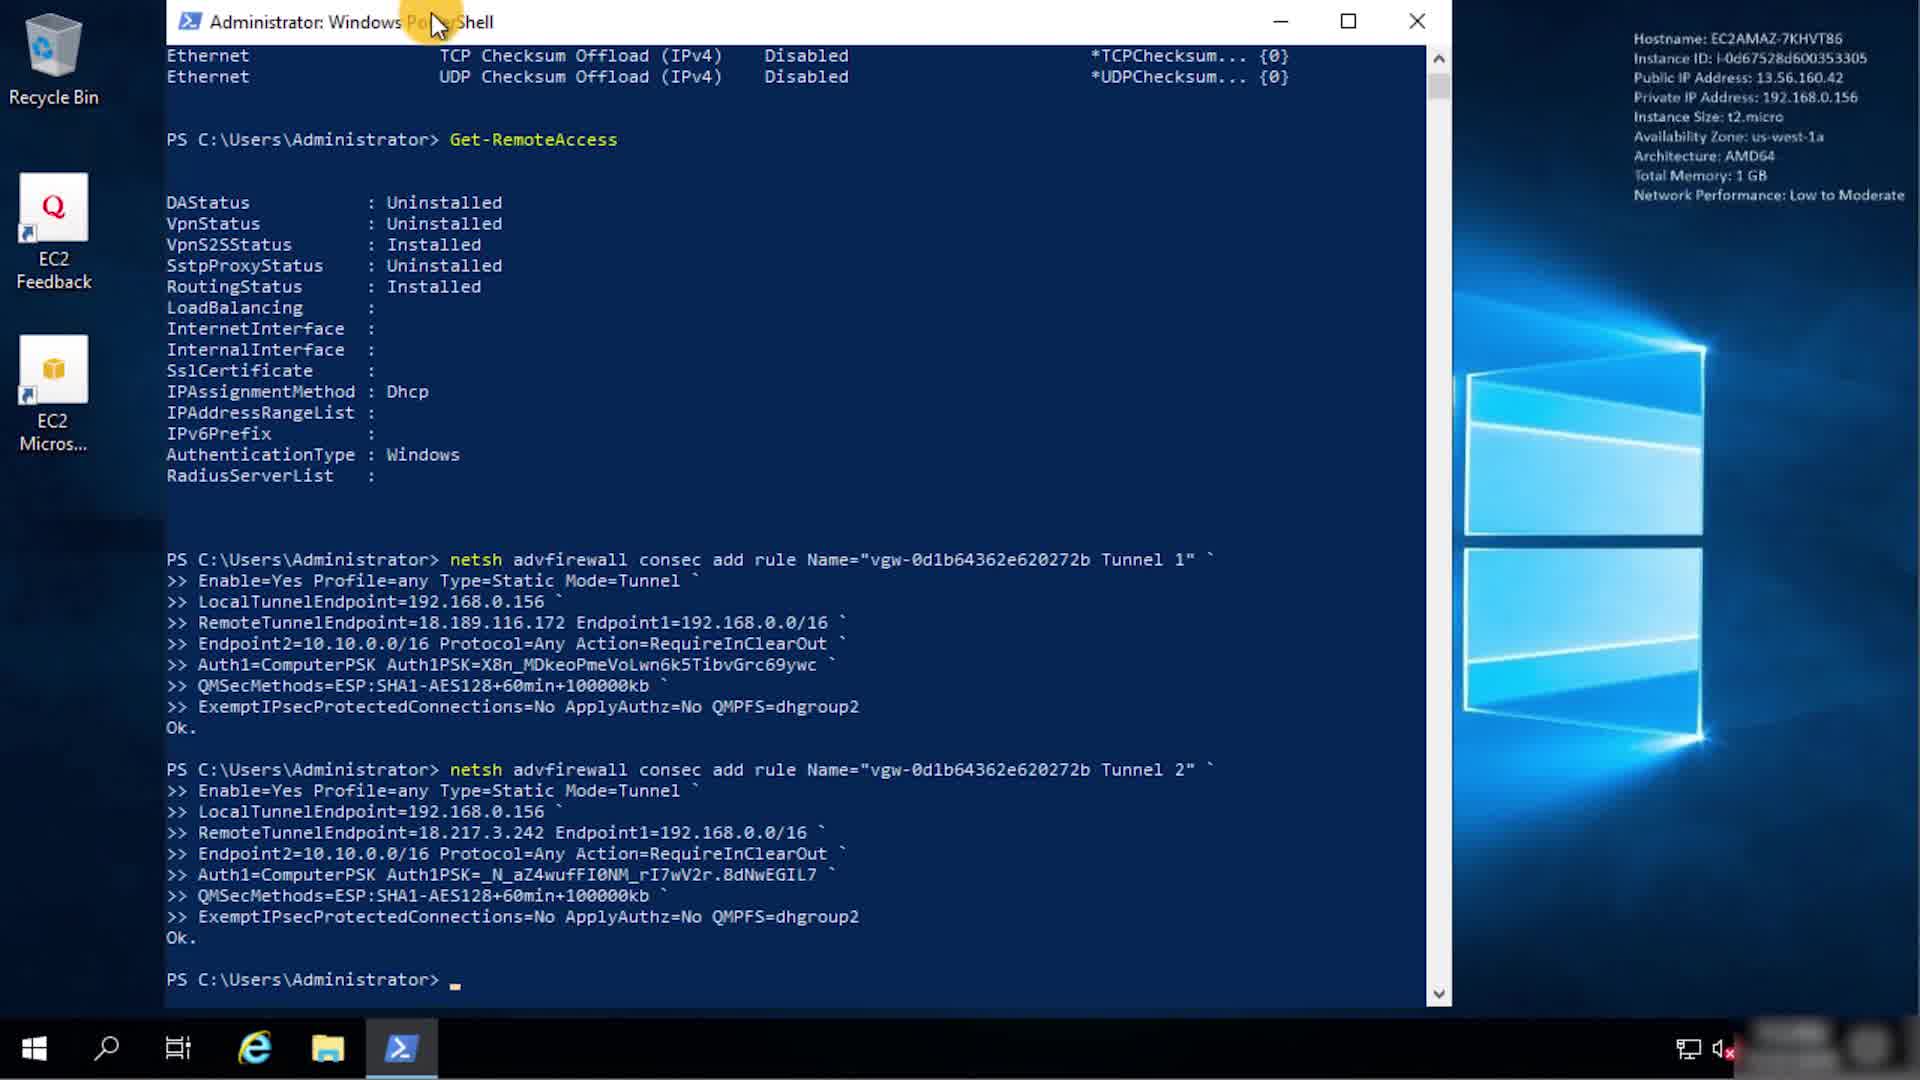 Recycle Bin
EC2
Feedback
EC2
Micros...
Administrator: Windows PowerShell
Ethernet TCP Checksum Offload (IPv4) Disabled *TCPChecksum... {0}
Ethernet UDP Checksum Offload (IPv4) Disabled *UDPChecksum... {0}
PS C:\Users\Administrator> Get-RemoteAccess
DAStatus : Uninstalled
VpnStatus : Uninstalled
VpnS2SStatus : Installed
SstpProxyStatus : Uninstalled
RoutingStatus : Installed
LoadBalancing :
InternetInterface :
InternalInterface :
SslCertificate :
IPAssignmentMethod : Dhcp
IPAddressRangeList :
IPv6Prefix :
AuthenticationType : Windows
RadiusServerList :
PS C:\Users\Administrator> netsh advfirewall consec add rule Name="vgw-0d1b64362e620272b Tunnel 1" `
>> Enable=Yes Profile=any Type=Static Mode=Tunnel `
>> LocalTunnelEndpoint=192.168.0.156 `
>> RemoteTunnelEndpoint=18.189.116.172 Endpoint1=192.168.0.0/16 `
>> Endpoint2=10.10.0.0/16 Protocol=Any Action=RequireInClearOut `
>> Auth1=ComputerPSK Auth1PSK=X8n_MDkeoPmeVoLwn6k5TibvGrc69ywc `
>> QMSecMethods=ESP:SHA1-AES128+60min+100000kb `
>> ExemptIPsecProtectedConnections=No ApplyAuthz=No QMPFS=dhgroup2
Ok.
PS C:\Users\Administrator> netsh advfirewall consec add rule Name="vgw-0d1b64362e620272b Tunnel 2" `
>> Enable=Yes Profile=any Type=Static Mode=Tunnel `
>> LocalTunnelEndpoint=192.168.0.156 `
>> RemoteTunnelEndpoint=18.217.3.242 Endpoint1=192.168.0.0/16 `
>> Endpoint2=10.10.0.0/16 Protocol=Any Action=RequireInClearOut `
>> Auth1=ComputerPSK Auth1PSK=_N_aZ4wufFI0NM_rI7wV2r.8dNwEGIL7 `
>> QMSecMethods=ESP:SHA1-AES128+60min+100000kb `
>> ExemptIPsecProtectedConnections=No ApplyAuthz=No QMPFS=dhgroup2
Ok.
PS C:\Users\Administrator> _
Hostname: EC2AMAZ-7KHVT86
Instance ID: i-0d67528d600353305
Public IP Address: 13.56.160.42
Private IP Address: 192.168.0.156
Instance Size: t2.micro
Availability Zone: us-west-1a
Architecture: AMD64
Total Memory: 1 GB
Network Performance: Low to Moderate